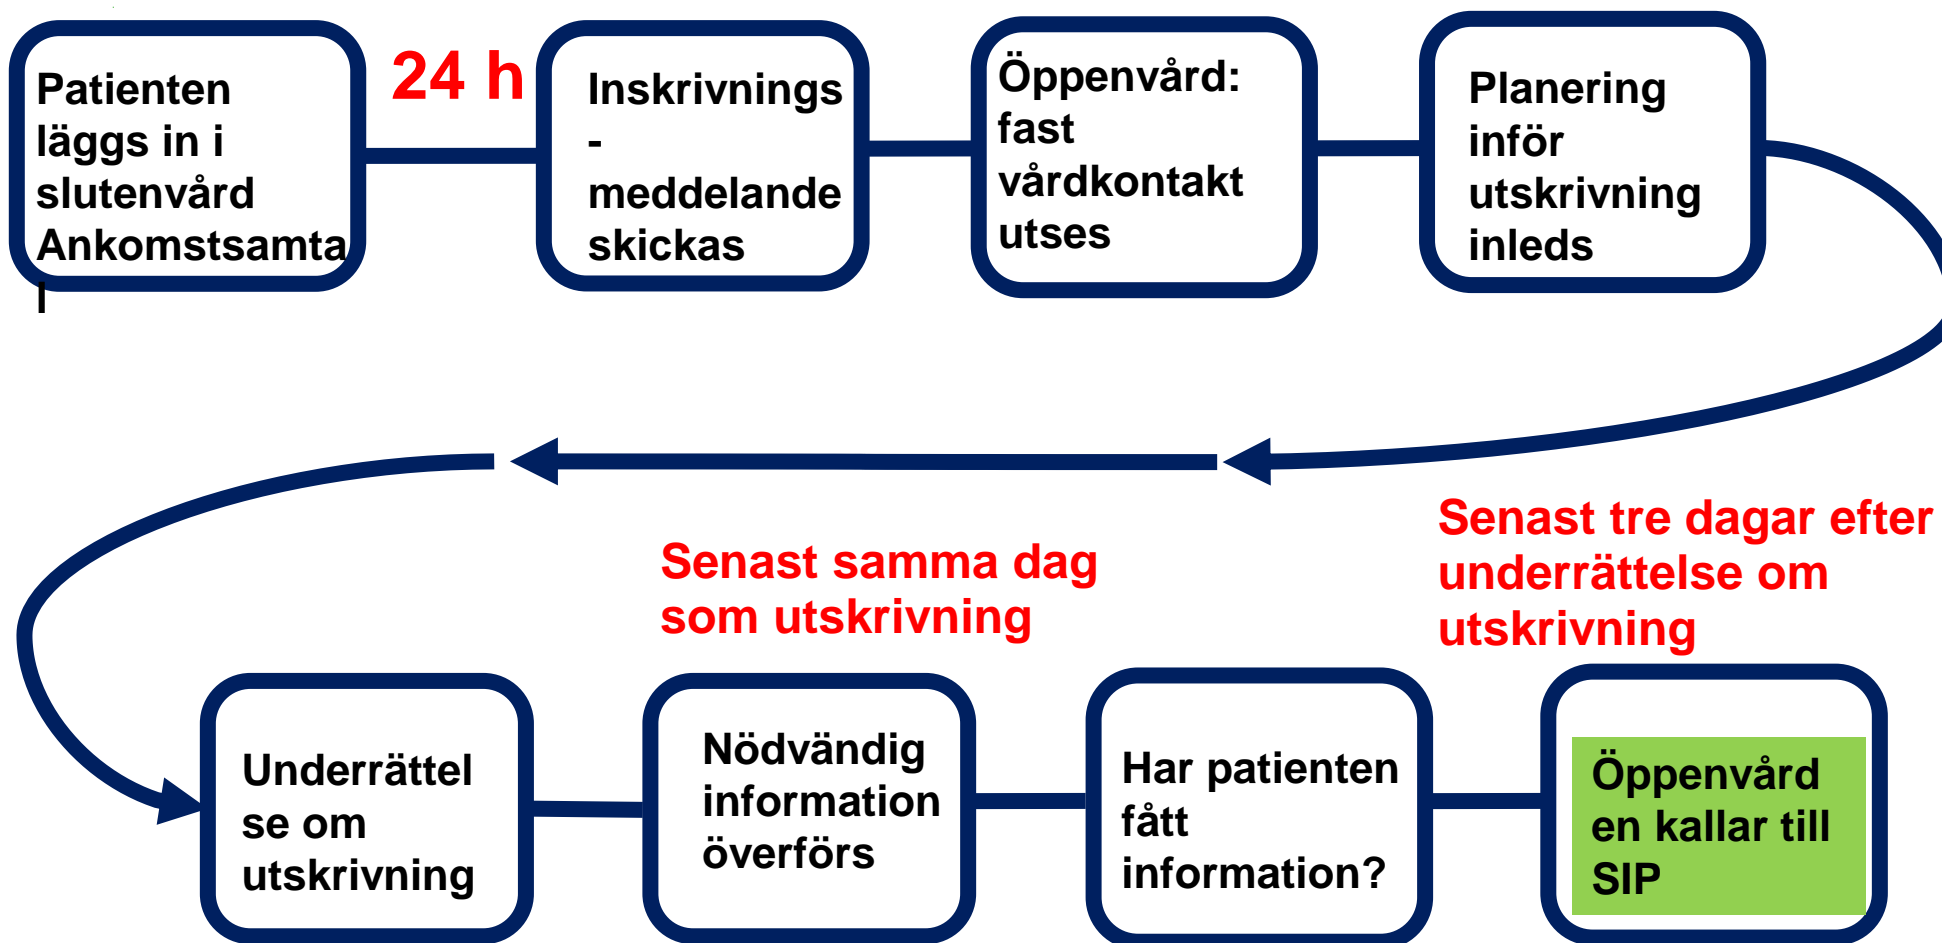 Patienten
läggs in i
slutenvård
Ankomstsamta
l
24 h
Inskrivnings
-
meddelande
skickas
Öppenvård:
fast
vårdkontakt
utses
Planering
inför
utskrivning
inleds
Senast samma dag
som utskrivning
Senast tre dagar efter
underrättelse om
utskrivning
Underrättel
se om
utskrivning
Nödvändig
information
överförs
Har patienten
fått
information?
Öppenvård
en kallar till
SIP